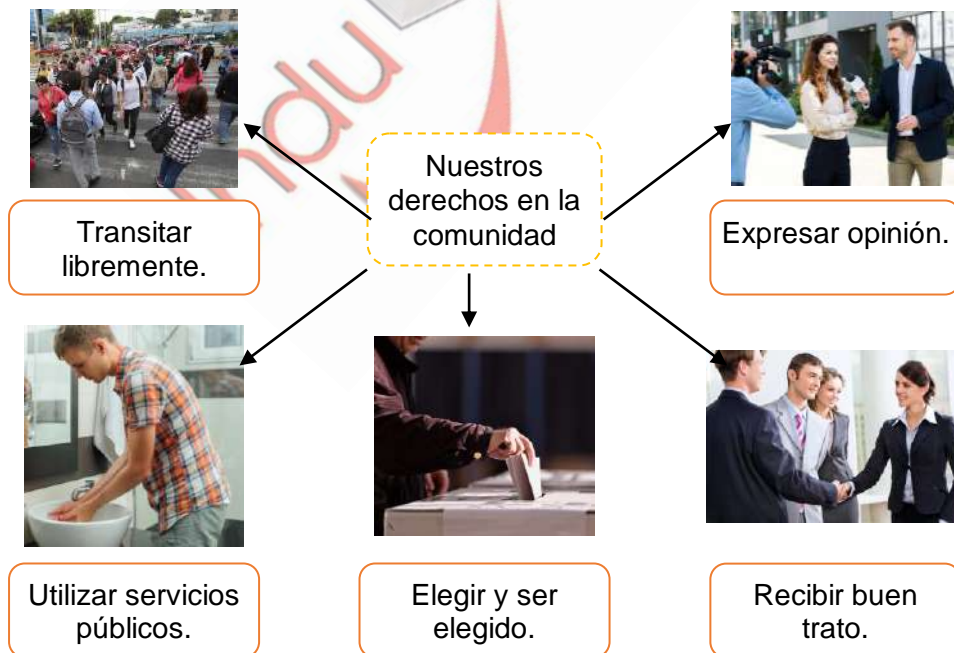 Nuestros
derechos en la
comunidad
Transitar
libremente.
Expresar opinión.
Utilizar servicios
públicos.
Elegir y ser
elegido.
Recibir buen
trato.